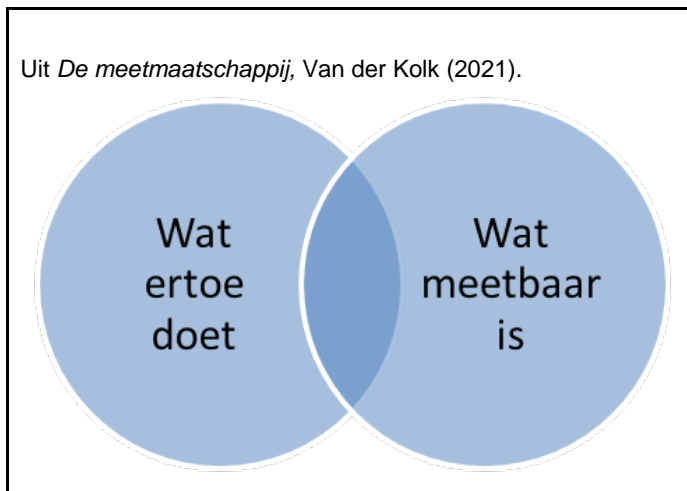 Uit De meetmaatschappij, Van der Kolk (2021).
Wat
ertoe
doet
Wat
meetbaar
is